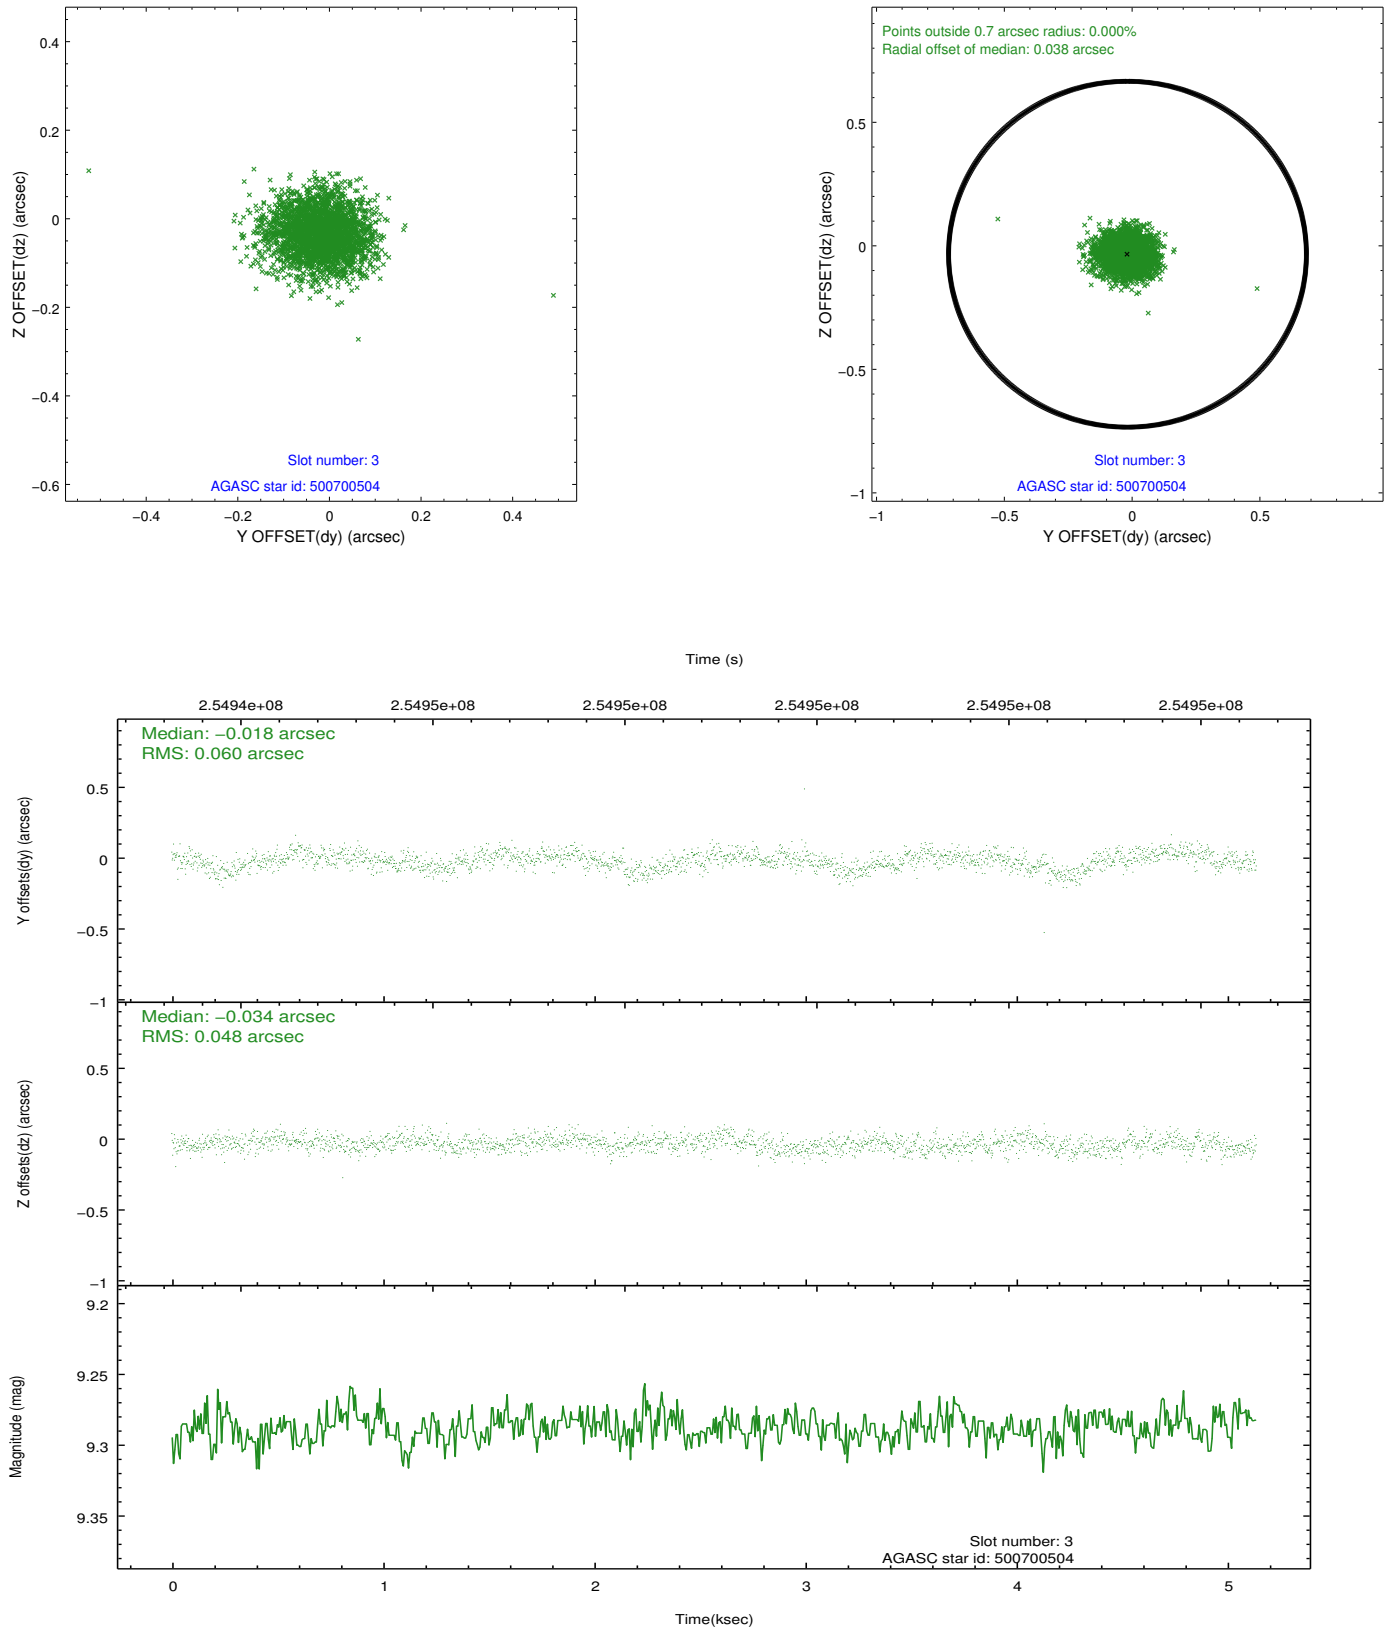 0.4
0.2
0
−0.2
−0.4
−0.6
Z OFFSET(dz) (arcsec)
Slot number: 3
AGASC star id: 500700504
−0.4 −0.2 0 0.2 0.4
Y OFFSET(dy) (arcsec)
Points outside 0.7 arcsec radius: 0.000%
Radial offset of median: 0.038 arcsec
0.5
0
−0.5
−1
Z OFFSET(dz) (arcsec)
Slot number: 3
AGASC star id: 500700504
−1 −0.5 0 0.5
Y OFFSET(dy) (arcsec)
Time (s)
2.5494e+08 2.5495e+08 2.5495e+08 2.5495e+08 2.5495e+08 2.5495e+08
Median: −0.018 arcsec
RMS: 0.060 arcsec
0.5
0
−0.5
−1
Y offsets(dy) (arcsec)
Median: −0.034 arcsec
RMS: 0.048 arcsec
0.5
0
−0.5
−1
Z offsets(dz) (arcsec)
9.2
9.25
9.3
9.35
Magnitude (mag)
Slot number: 3
AGASC star id: 500700504
0 1 2 3 4 5
Time(ksec)